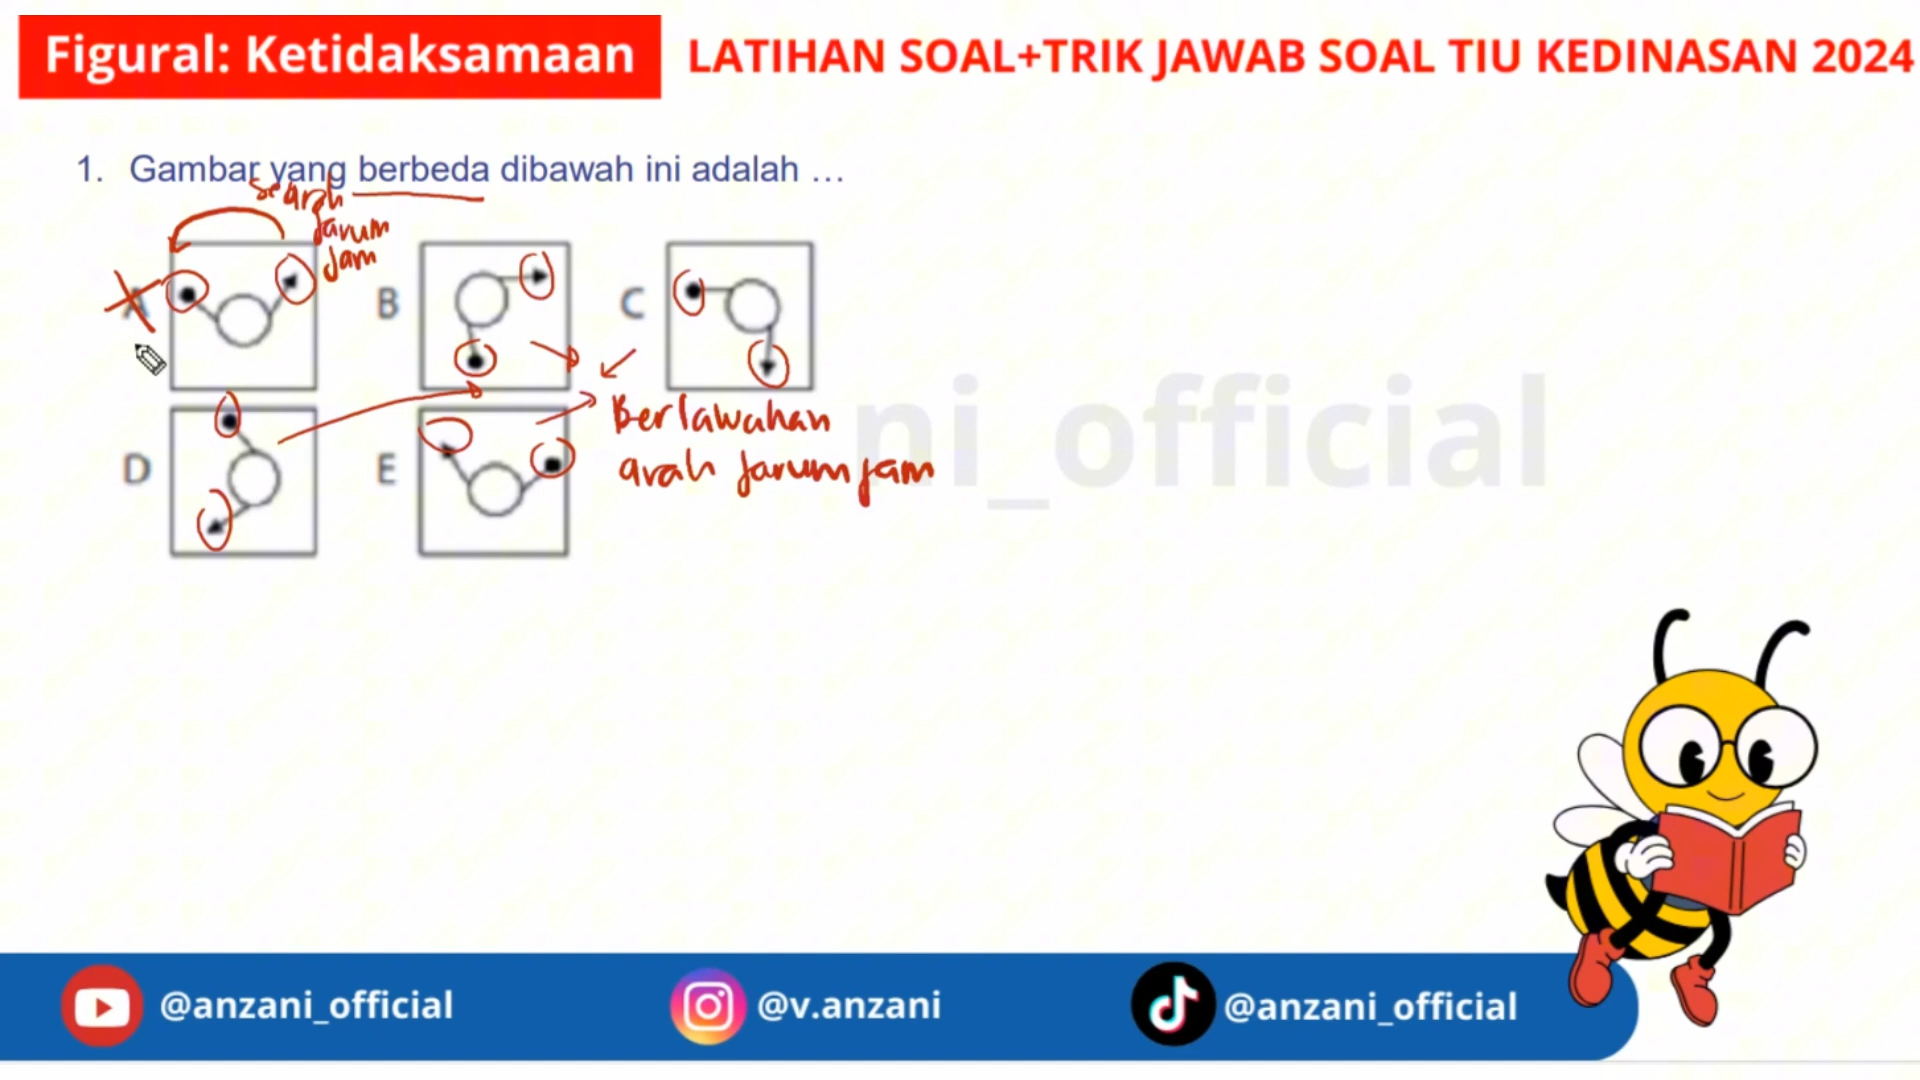 Figural: Ketidaksamaan
LATIHAN SOAL+TRIK JAWAB SOAL TIU KEDINASAN 2024
1. Gambar yang berbeda dibawah ini adalah ...
searah
Jarum
Jam
A
B
C
D
E
Berlawahan
arah Jarum jam
ni_official
@anzani_official
@v.anzani
@anzani_official